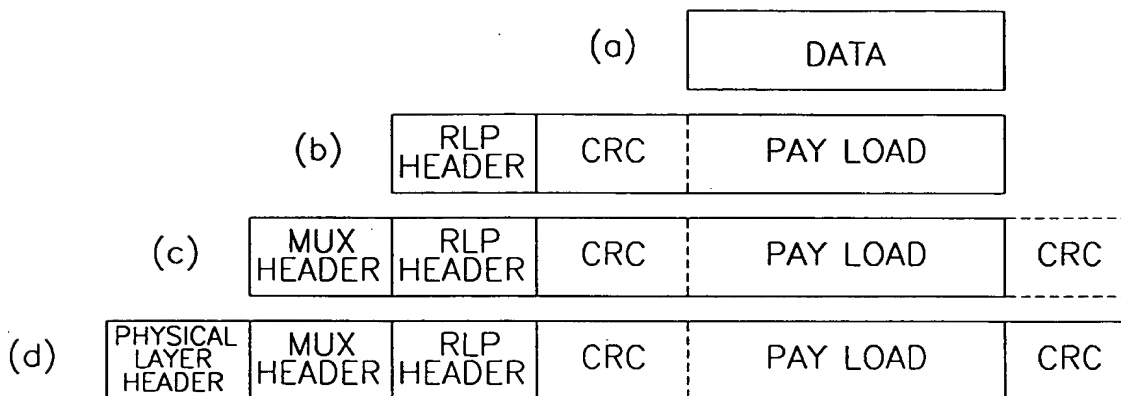 (a) DATA
(b) RLP HEADER CRC PAY LOAD
(c) MUX HEADER RLP HEADER CRC PAY LOAD CRC
(d) PHYSICAL LAYER HEADER MUX HEADER RLP HEADER CRC PAY LOAD CRC